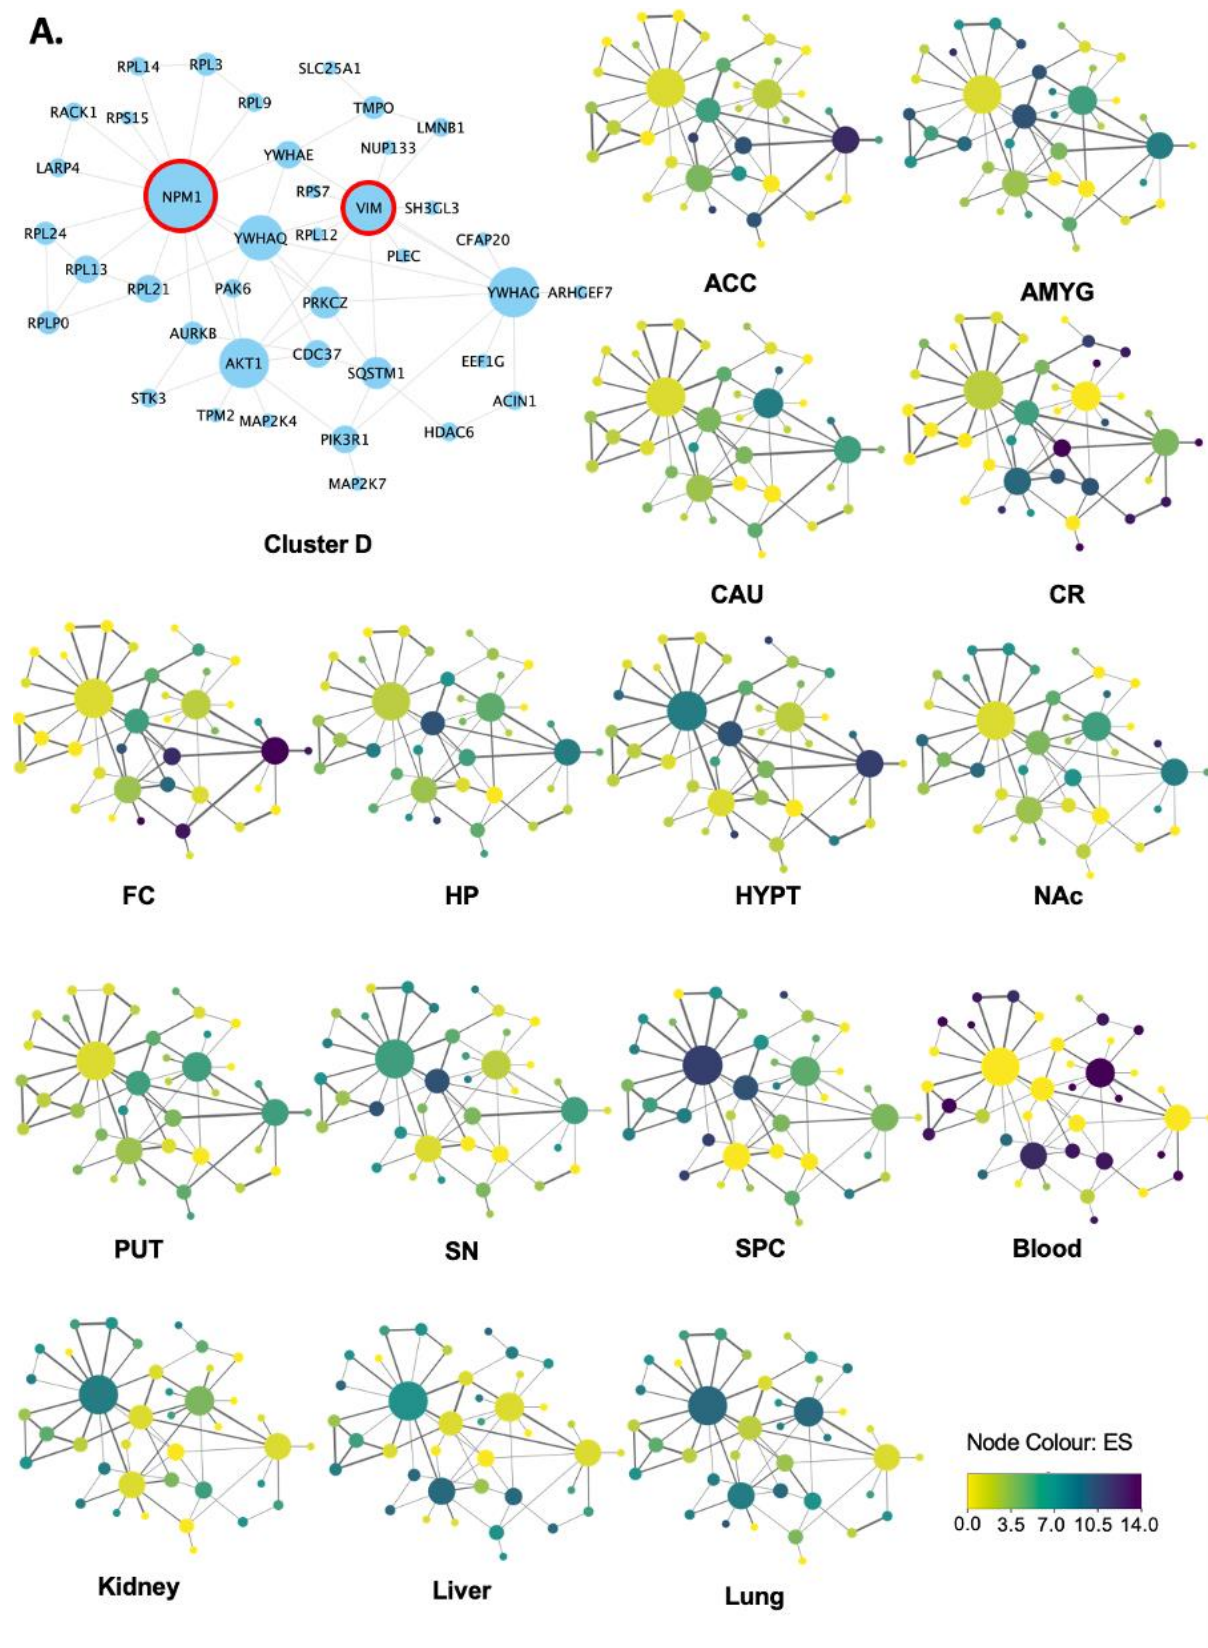 A.
RPL14
RPL3
SLC25A1
RPL9
TMPO
RACK1
RPS15
LMNB1
NUP133
YWHAE
LARP4
RPS7
NPM1
VIM
SH3GL3
RPL24
YWHAQ
RPL12
CFAP20
PLEC
RPL13
RPL21
PAK6
PRKCZ
YWHAG
ARHGEF7
RPLP0
AURKB
CDC37
AKT1
SQSTM1
EEF1G
STK3
ACIN1
TPM2
MAP2K4
HDAC6
PIK3R1
MAP2K7
Cluster D
ACC
AMYG
CAU
CR
FC
HP
HYPT
NAc
PUT
SN
SPC
Blood
Kidney
Liver
Lung
Node Colour: ES
0.0 3.5 7.0 10.5 14.0